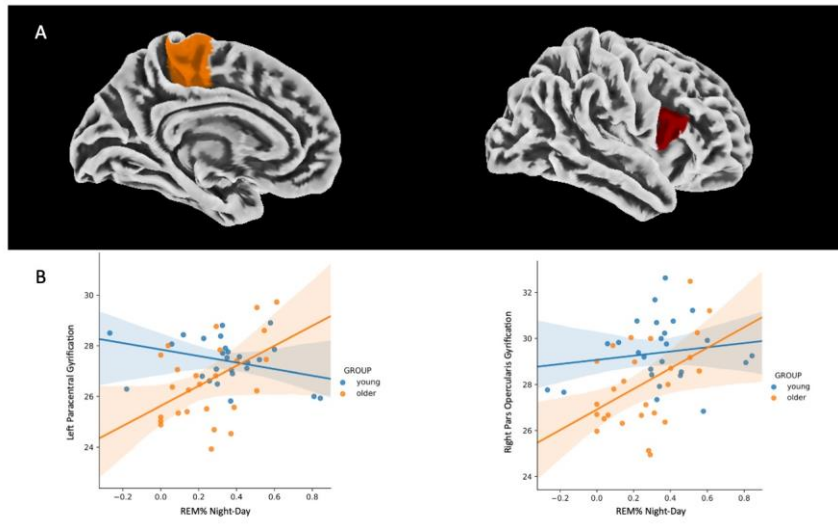 A
B
Left Paracentral Gyrification
30
28
26
24
−0.2 0.0 0.2 0.4 0.6 0.8
REM% Night-Day
GROUP
young
older
Right Pars Opercularis Gyrification
32
30
28
26
24
−0.2 0.0 0.2 0.4 0.6 0.8
REM% Night-Day
GROUP
young
older